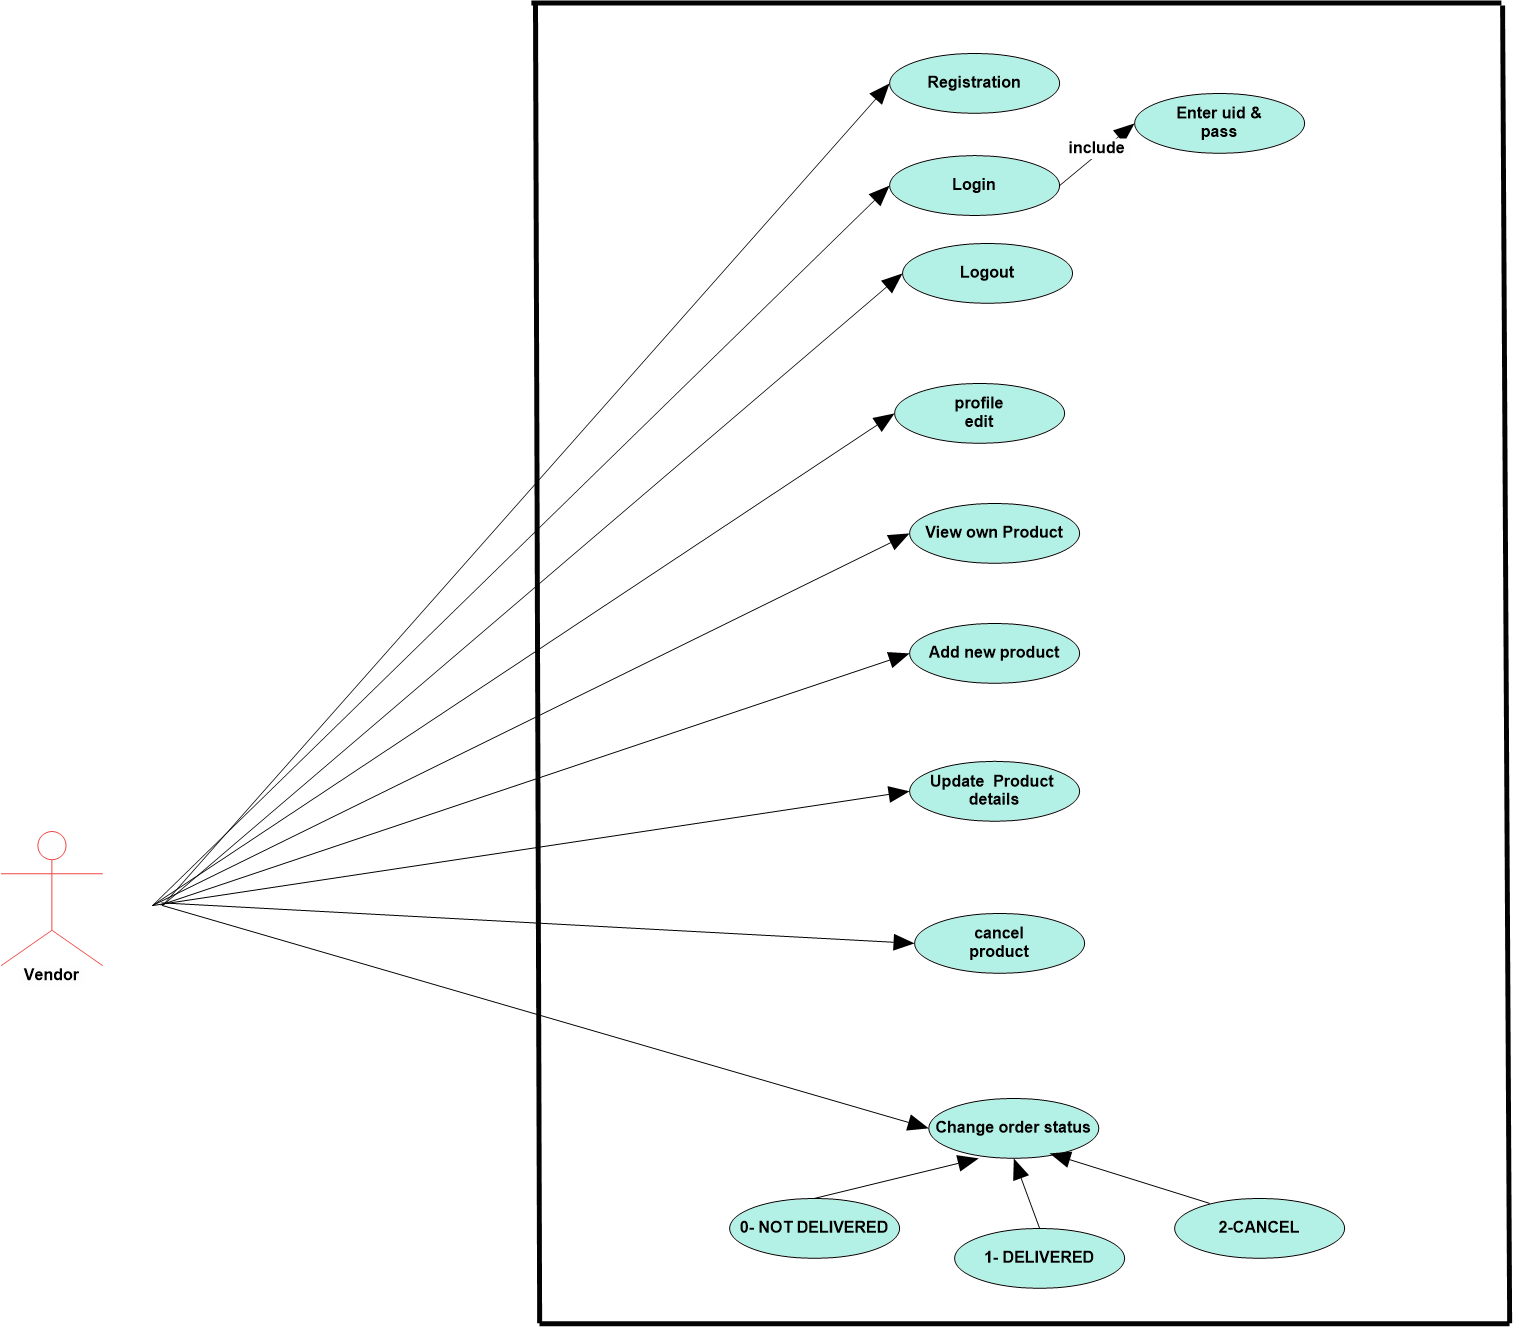 Registration
Enter uid &
pass
include
Login
Logout
profile
edit
View own Product
Add new product
Update  Product
details
cancel
product
Vendor
Change order status
0- NOT DELIVERED
1- DELIVERED
2-CANCEL